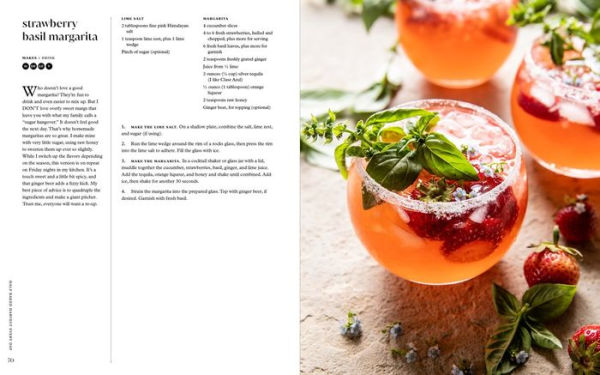 strawberry
basil margarita
MAKES 1 DRINK
Who doesn't love a good
margarita? They're fun to
drink and even easier to mix up. But I
DON'T love overly sweet margs that
leave you with what my family calls a
"sugar hangover." It doesn't feel good
the next day. That's why homemade
margaritas are so great. I make mine
with very little sugar, using raw honey
to sweeten them up ever so slightly.
While I switch up the flavors depending
on the season, this version is on repeat
on Friday nights in my kitchen. It's a
touch sweet and a little bit spicy, and
that ginger beer adds a fizzy kick. My
best piece of advice is to quadruple the
ingredients and make a giant pitcher.
Trust me, everyone will want a re-up.
LIME SALT
2 tablespoons fine pink Himalayan
salt
1 teaspoon lime zest, plus 1 lime
wedge
Pinch of sugar (optional)
MARGARITA
4 cucumber slices
4 to 6 fresh strawberries, hulled and
chopped, plus more for serving
6 fresh basil leaves, plus more for
garnish
2 teaspoons freshly grated ginger
Juice from ½ lime
2 ounces (¼ cup) silver tequila
(I like Casa Azul)
½ ounce (1 tablespoon) orange
liqueur
2 teaspoons raw honey
Ginger beer, for topping (optional)
1. MAKE THE LIME SALT. On a shallow plate, combine the salt, lime zest,
and sugar (if using).
2. Run the lime wedge around the rim of a rocks glass, then press the rim
into the lime salt to adhere. Fill the glass with ice.
3. MAKE THE MARGARITA. In a cocktail shaker or glass jar with a lid,
muddle together the cucumber, strawberries, basil, ginger, and lime juice.
Add the tequila, orange liqueur, and honey and shake until combined. Add
ice, then shake for another 30 seconds.
4. Strain the margarita into the prepared glass. Top with ginger beer, if
desired. Garnish with fresh basil.
HALF BAKED HARVEST EVERY DAY